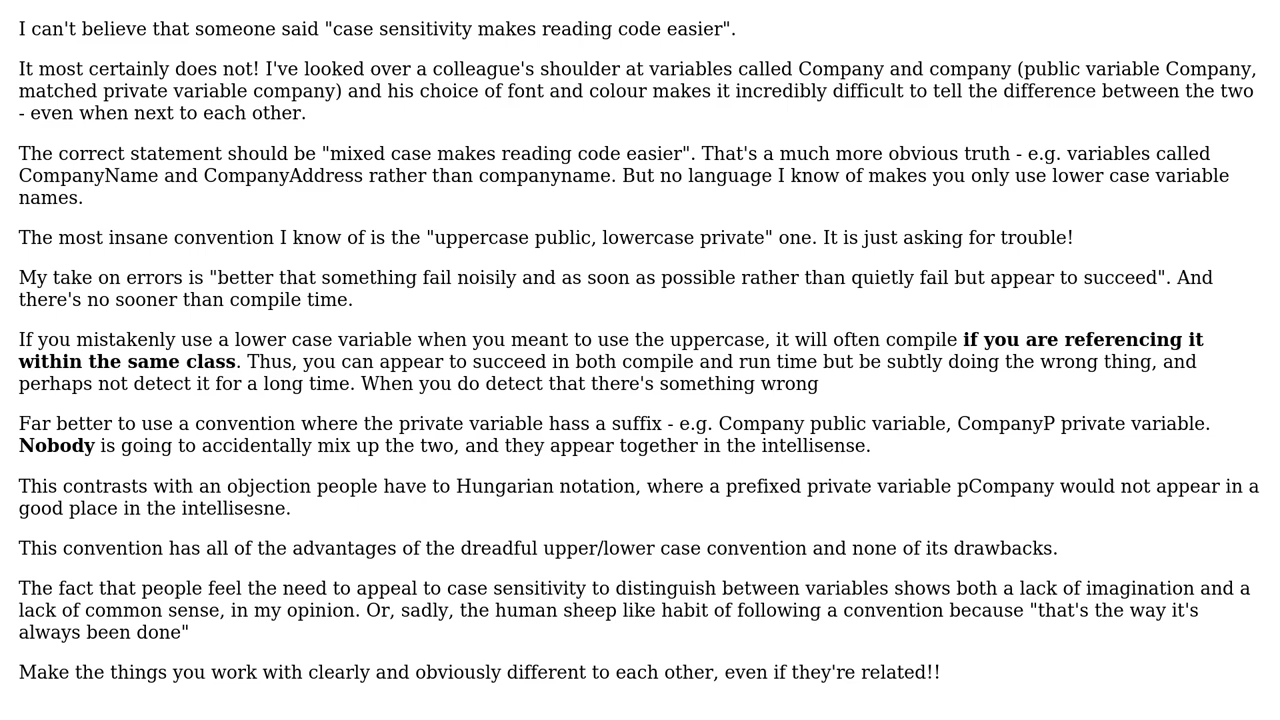 I can't believe that someone said "case sensitivity makes reading code easier".
It most certainly does not! I've looked over a colleague's shoulder at variables called Company and company (public variable Company,
matched private variable company) and his choice of font and colour makes it incredibly difficult to tell the difference between the two
- even when next to each other.
The correct statement should be "mixed case makes reading code easier". That's a much more obvious truth - e.g. variables called
CompanyName and CompanyAddress rather than companyname. But no language I know of makes you only use lower case variable
names.
The most insane convention I know of is the "uppercase public, lowercase private" one. It is just asking for trouble!
My take on errors is "better that something fail noisily and as soon as possible rather than quietly fail but appear to succeed". And
there's no sooner than compile time.
If you mistakenly use a lower case variable when you meant to use the uppercase, it will often compile if you are referencing it
within the same class. Thus, you can appear to succeed in both compile and run time but be subtly doing the wrong thing, and
perhaps not detect it for a long time. When you do detect that there's something wrong
Far better to use a convention where the private variable hass a suffix - e.g. Company public variable, CompanyP private variable.
Nobody is going to accidentally mix up the two, and they appear together in the intellisense.
This contrasts with an objection people have to Hungarian notation, where a prefixed private variable pCompany would not appear in a
good place in the intellisesne.
This convention has all of the advantages of the dreadful upper/lower case convention and none of its drawbacks.
The fact that people feel the need to appeal to case sensitivity to distinguish between variables shows both a lack of imagination and a
lack of common sense, in my opinion. Or, sadly, the human sheep like habit of following a convention because "that's the way it's
always been done"
Make the things you work with clearly and obviously different to each other, even if they're related!!